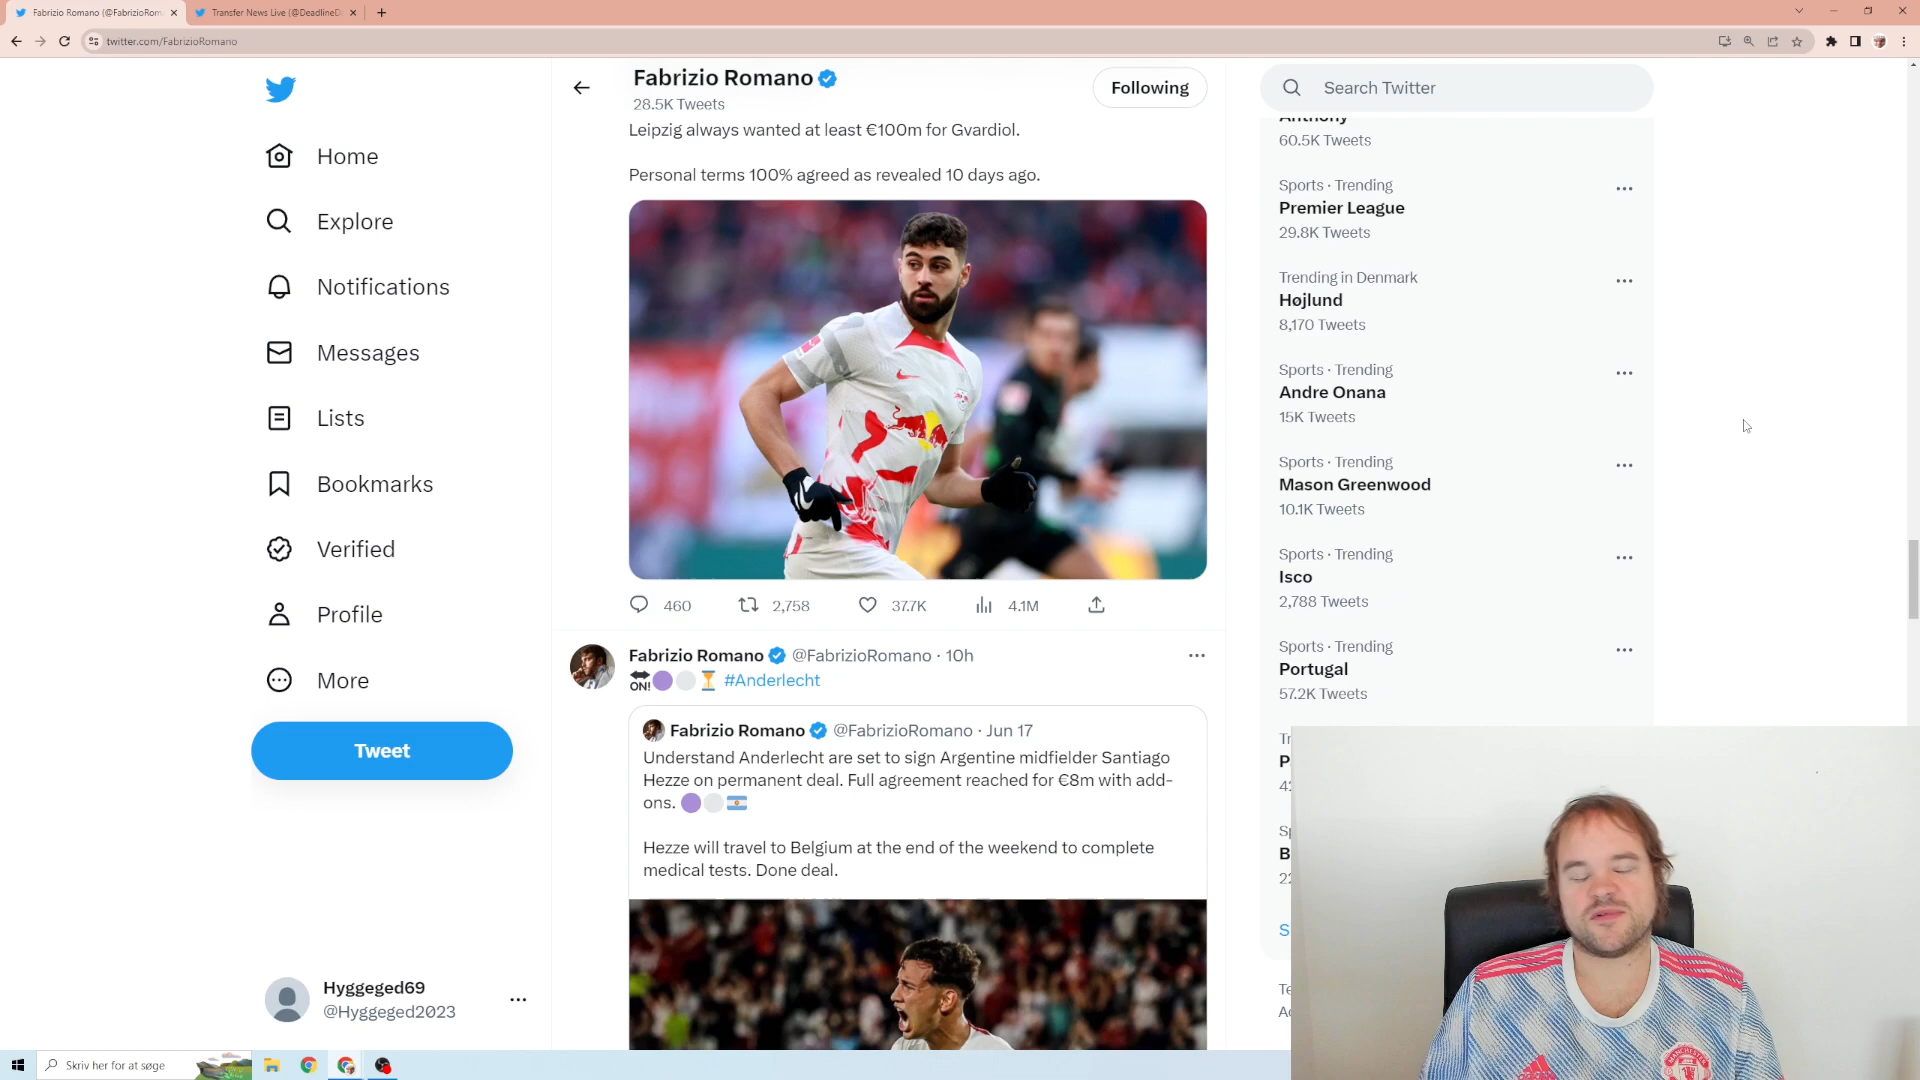 Fabrizio Romano (@FabrizioRom
Transfer News Live (@DeadlineD
twitter.com/FabrizioRomano
Home
Explore
Notifications
Messages
Lists
Bookmarks
Verified
Profile
More
Tweet
Hyggeged69
@Hyggeged2023
Fabrizio Romano
28.5K Tweets
Following
Leipzig always wanted at least €100m for Gvardiol.
Personal terms 100% agreed as revealed 10 days ago.
460 2,758 37.7K 4.1M
Fabrizio Romano @FabrizioRomano · 10h
ON! #Anderlecht
Fabrizio Romano @FabrizioRomano · Jun 17
Understand Anderlecht are set to sign Argentine midfielder Santiago
Hezze on permanent deal. Full agreement reached for €8m with add-
ons.
Hezze will travel to Belgium at the end of the weekend to complete
medical tests. Done deal.
Search Twitter
Anthony
60.5K Tweets
Sports · Trending
Premier League
29.8K Tweets
Trending in Denmark
Højlund
8,170 Tweets
Sports · Trending
Andre Onana
15K Tweets
Sports · Trending
Mason Greenwood
10.1K Tweets
Sports · Trending
Isco
2,788 Tweets
Sports · Trending
Portugal
57.2K Tweets
Skriv her for at søge
MANCHESTER